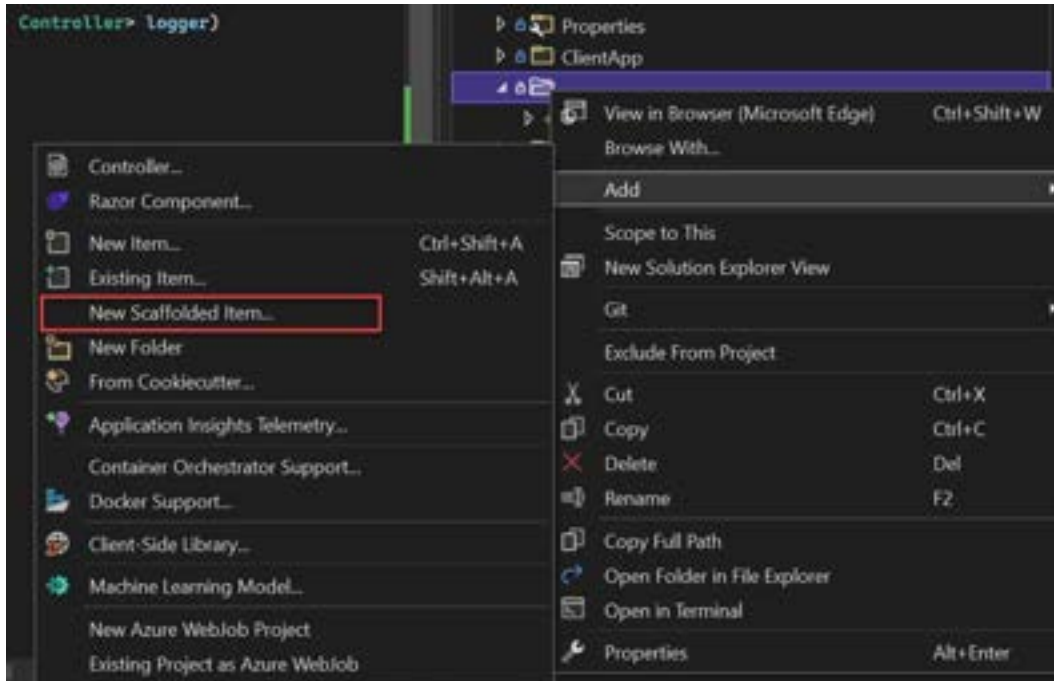 Controller> logger)
Properties
ClientApp
View in Browser (Microsoft Edge) Ctrl+Shift+W
Browse With...
Add
Scope to This
New Solution Explorer View
Git
Exclude From Project
Cut Ctrl+X
Copy Ctrl+C
Delete Del
Rename F2
Copy Full Path
Open Folder in File Explorer
Open in Terminal
Properties Alt+Enter
Controller...
Razor Component...
New Item... Ctrl+Shift+A
Existing Item... Shift+Alt+A
New Scaffolded Item...
New Folder
From Cookiecutter...
Application Insights Telemetry...
Container Orchestrator Support...
Docker Support...
Client-Side Library...
Machine Learning Model...
New Azure WebJob Project
Existing Project as Azure WebJob